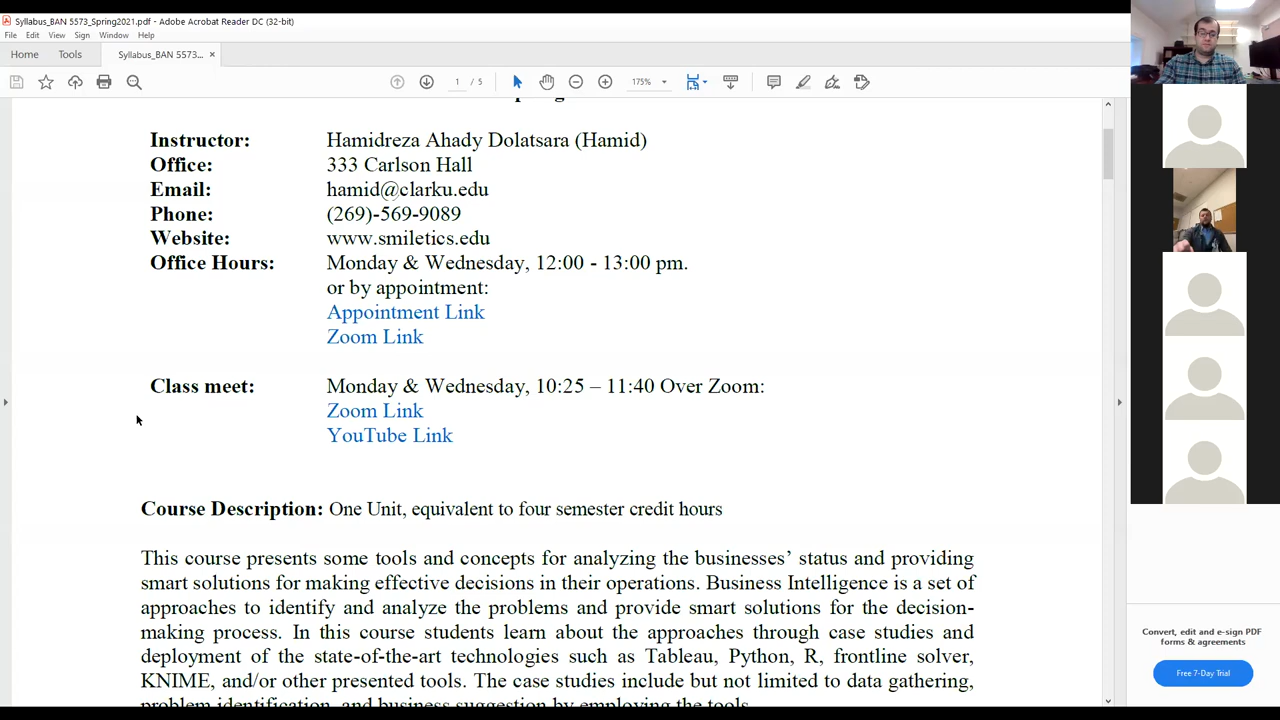 Syllabus_BAN 5573_Spring2021.pdf - Adobe Acrobat Reader DC (32-bit)
File Edit View Sign Window Help
Home Tools Syllabus_BAN 5573... ×
1 / 5 175%
Instructor: Hamidreza Ahady Dolatsara (Hamid)
Office: 333 Carlson Hall
Email: hamid@clarku.edu
Phone: (269)-569-9089
Website: www.smiletics.edu
Office Hours: Monday & Wednesday, 12:00 - 13:00 pm.
or by appointment:
Appointment Link
Zoom Link
Class meet: Monday & Wednesday, 10:25 – 11:40 Over Zoom:
Zoom Link
YouTube Link
Course Description: One Unit, equivalent to four semester credit hours
This course presents some tools and concepts for analyzing the businesses’ status and providing
smart solutions for making effective decisions in their operations. Business Intelligence is a set of
approaches to identify and analyze the problems and provide smart solutions for the decision-
making process. In this course students learn about the approaches through case studies and
deployment of the state-of-the-art technologies such as Tableau, Python, R, frontline solver,
KNIME, and/or other presented tools. These studies include but not limited to data gathering,
problem identification, and business suggestion by employing the tools.
Convert, edit and e-sign PDF
forms & agreements
Free 7-Day Trial